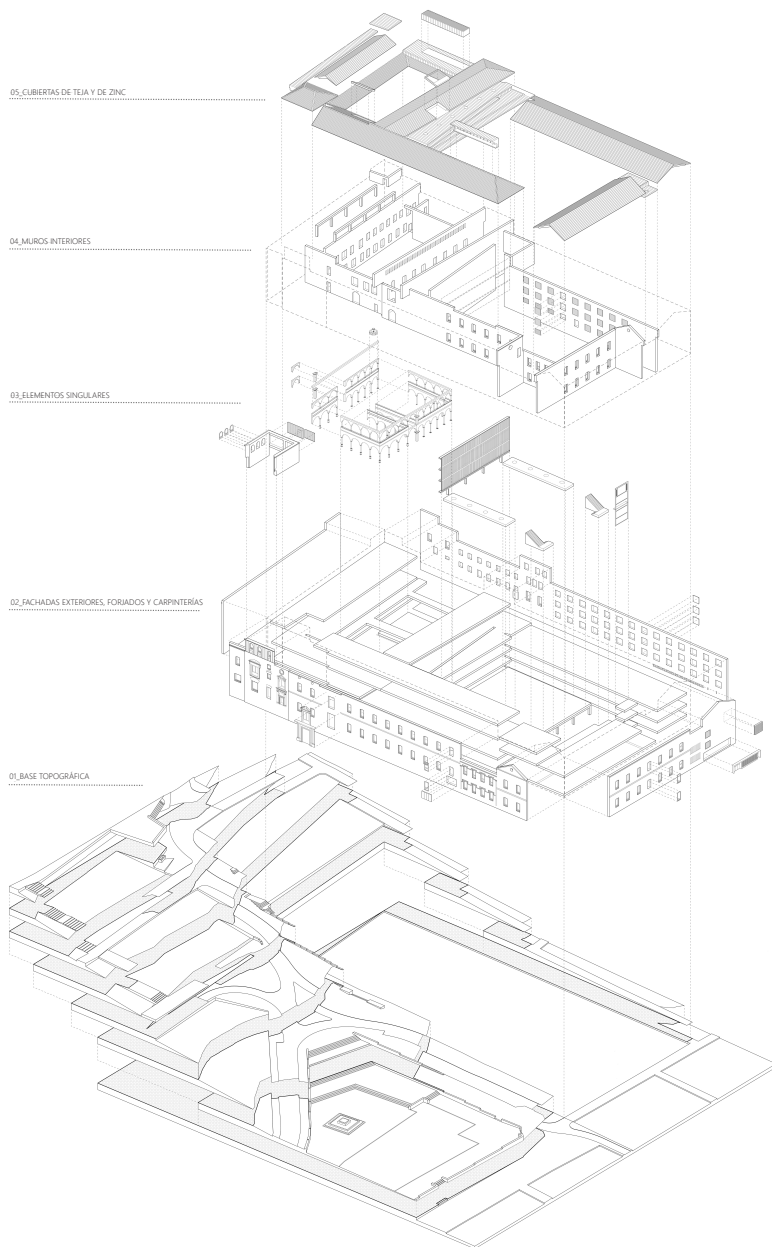 05_CUBIERTAS DE TEJA Y DE ZINC
04_MUROS INTERIORES
03_ELEMENTOS SINGULARES
02_FACHADAS EXTERIORES, FORJADOS Y CARPINTERÍAS
01_BASE TOPOGRÁFICA